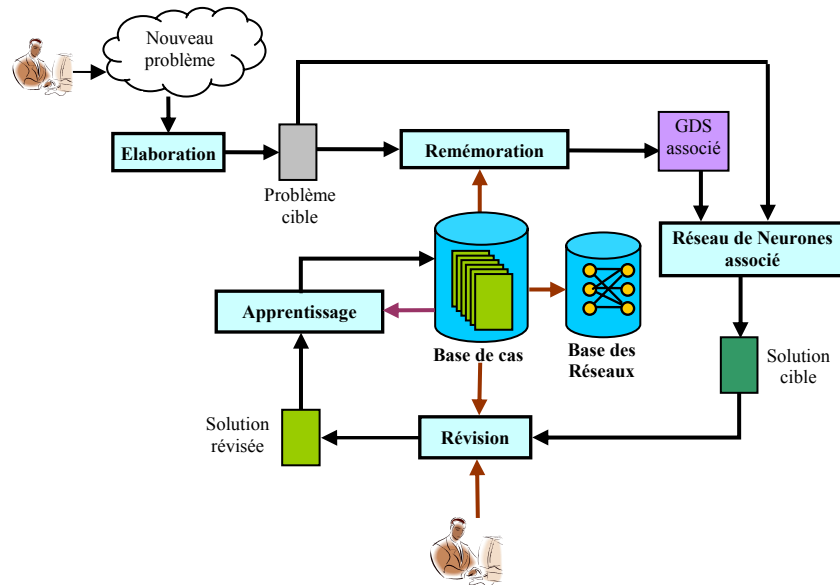 Nouveau
problème
Elaboration
Problème
cible
Remémoration
GDS
associé
Réseau de Neurones
associé
Apprentissage
Base de cas
Base des
Réseaux
Solution
cible
Solution
révisée
Révision